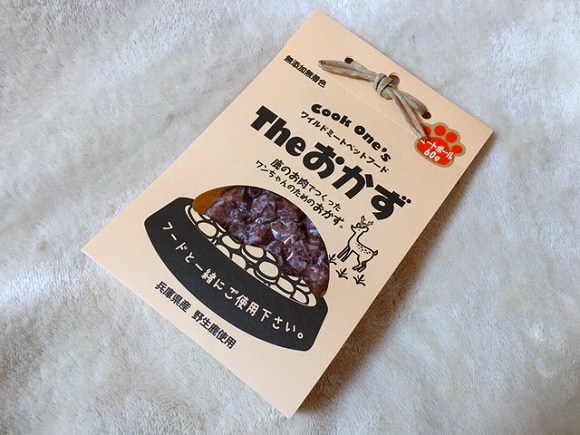 無添加無着色
Cook One's
ワイルドミートペットフード
Theおかず
ミートボール
60g
鹿のお肉でつくった
ワンちゃんのためのおかず。
フードと一緒にご使用下さい。
兵庫県産 野生鹿使用